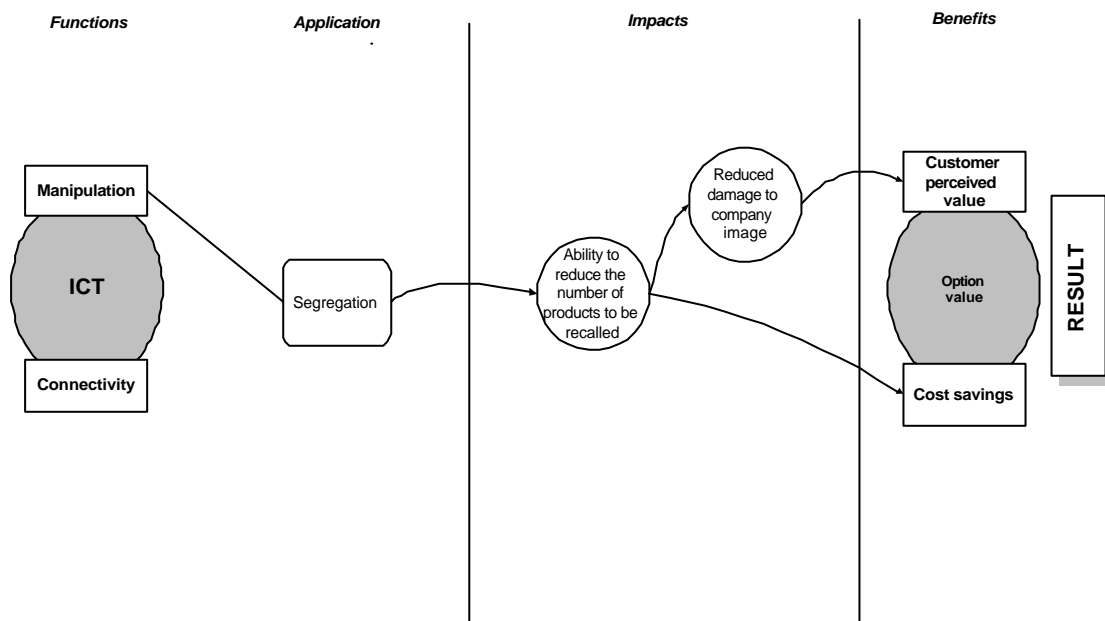 Functions
Application
Impacts
Benefits
.
Manipulation
ICT
Connectivity
Segregation
Ability to
reduce the
number of
products to be
recalled
Reduced
damage to
company
image
Customer
perceived
value
Option
value
Cost savings
RESULT